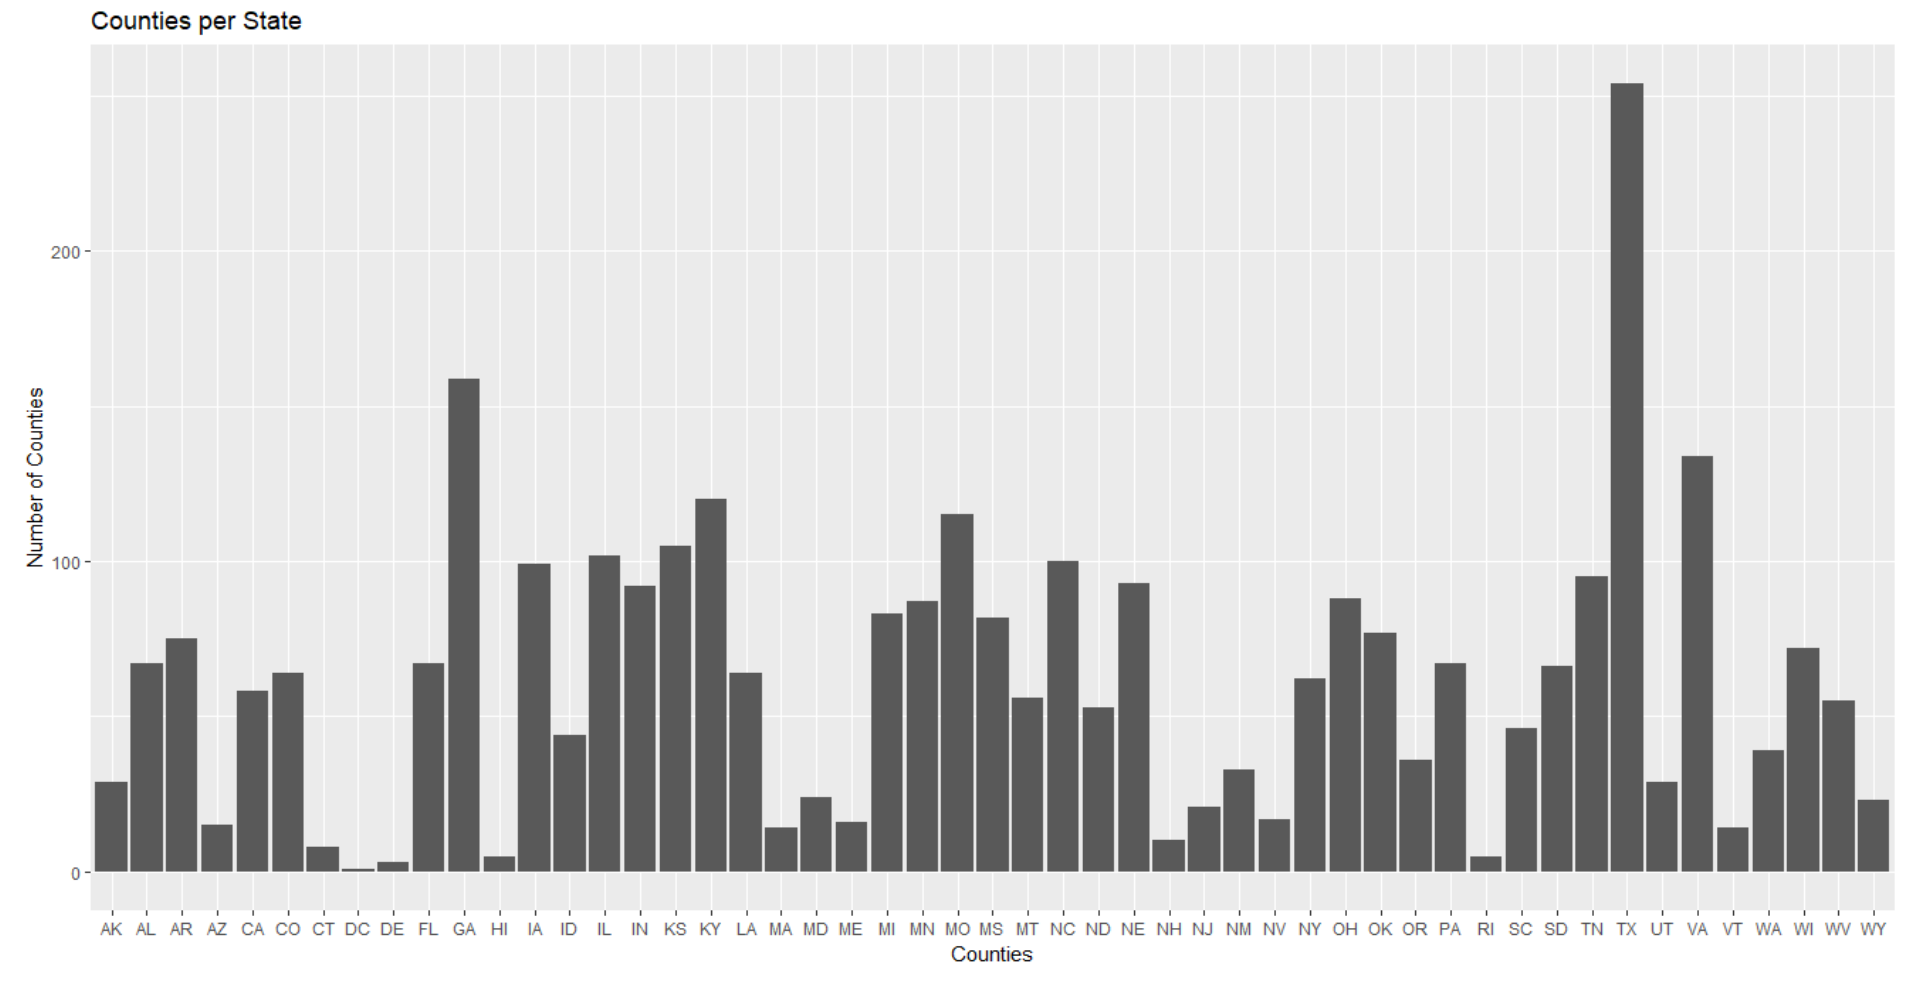 Counties per State
Number of Counties
200
100
0
AK AL AR AZ CA CO CT DC DE FL GA HI IA ID IL IN KS KY LA MA MD ME MI MN MO MS MT NC ND NE NH NJ NM NV NY OH OK OR PA RI SC SD TN TX UT VA VT WA WI WV WY
Counties